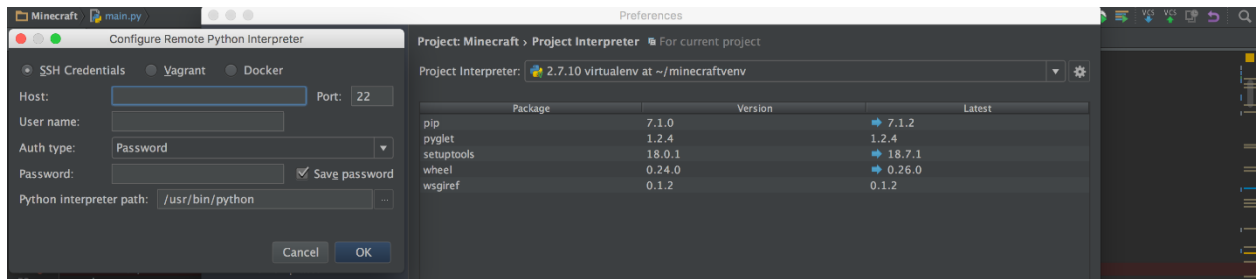 Minecraft main.py
Preferences
VCS VCS
Configure Remote Python Interpreter
SSH Credentials Vagrant Docker
Host: Port: 22
User name:
Auth type: Password
Password: Save password
Python interpreter path: /usr/bin/python ...
Cancel OK
Project: Minecraft › Project Interpreter For current project
Project Interpreter: 2.7.10 virtualenv at ~/minecraftvenv
Package Version Latest
pip 7.1.0 7.1.2
pyglet 1.2.4 1.2.4
setuptools 18.0.1 18.7.1
wheel 0.24.0 0.26.0
wsgiref 0.1.2 0.1.2